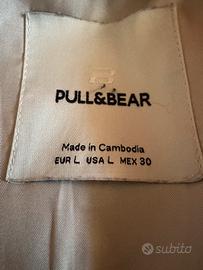 PULL&BEAR
Made in Cambodia
EUR L USA L MEX 30
subito